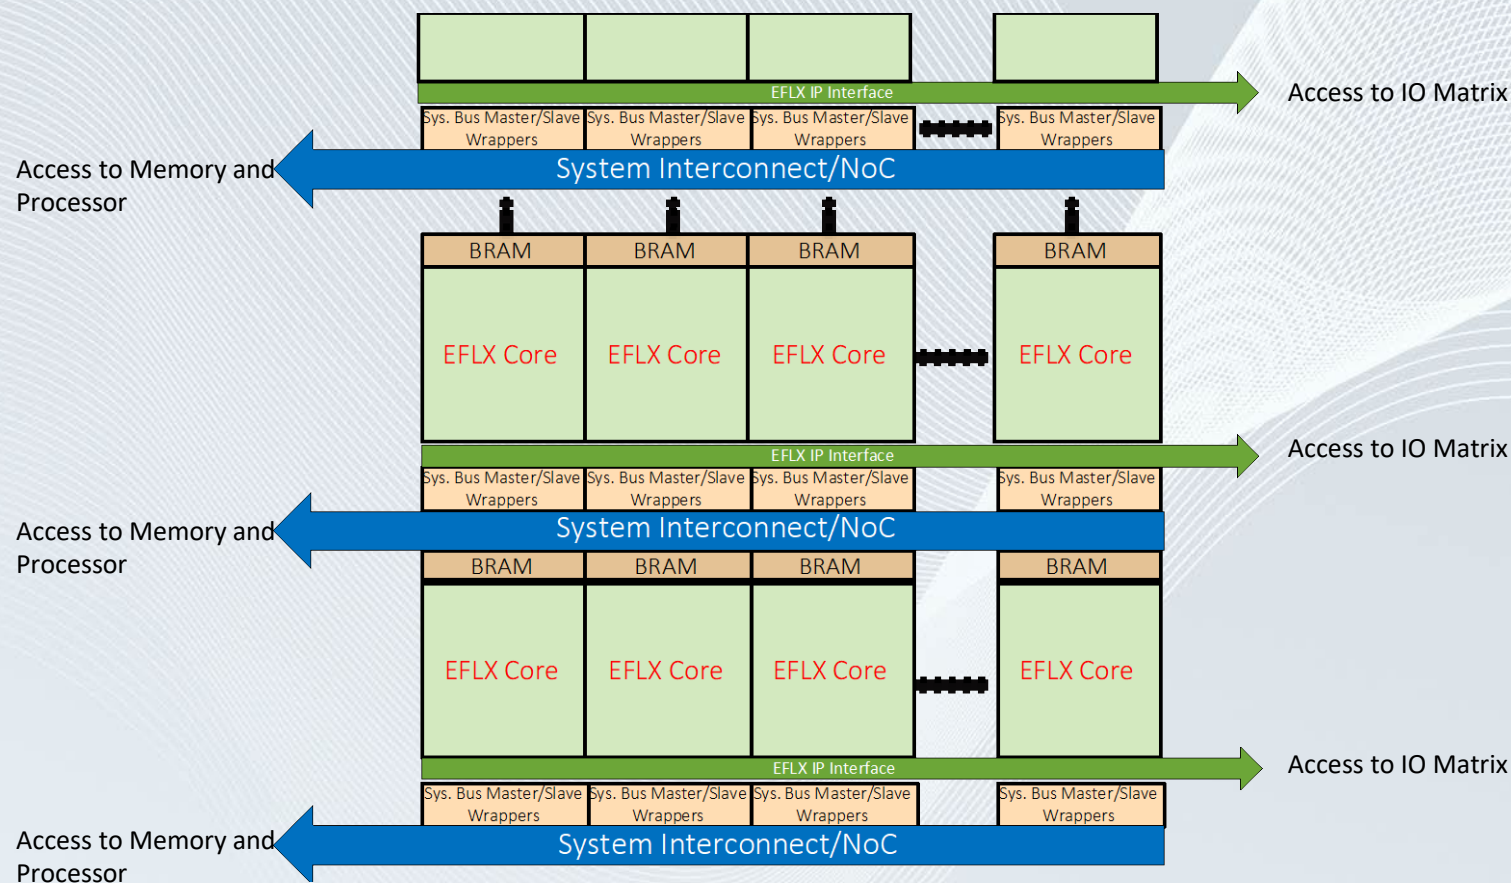 EFLX IP Interface
Access to IO Matrix
Sys. Bus Master/Slave
Wrappers
Sys. Bus Master/Slave
Wrappers
Sys. Bus Master/Slave
Wrappers
Sys. Bus Master/Slave
Wrappers
Access to Memory and
Processor
System Interconnect/NoC
BRAM
BRAM
BRAM
BRAM
EFLX Core
EFLX Core
EFLX Core
EFLX Core
EFLX IP Interface
Access to IO Matrix
Sys. Bus Master/Slave
Wrappers
Sys. Bus Master/Slave
Wrappers
Sys. Bus Master/Slave
Wrappers
Sys. Bus Master/Slave
Wrappers
Access to Memory and
Processor
System Interconnect/NoC
BRAM
BRAM
BRAM
BRAM
EFLX Core
EFLX Core
EFLX Core
EFLX Core
EFLX IP Interface
Access to IO Matrix
Sys. Bus Master/Slave
Wrappers
Sys. Bus Master/Slave
Wrappers
Sys. Bus Master/Slave
Wrappers
Sys. Bus Master/Slave
Wrappers
Access to Memory and
Processor
System Interconnect/NoC